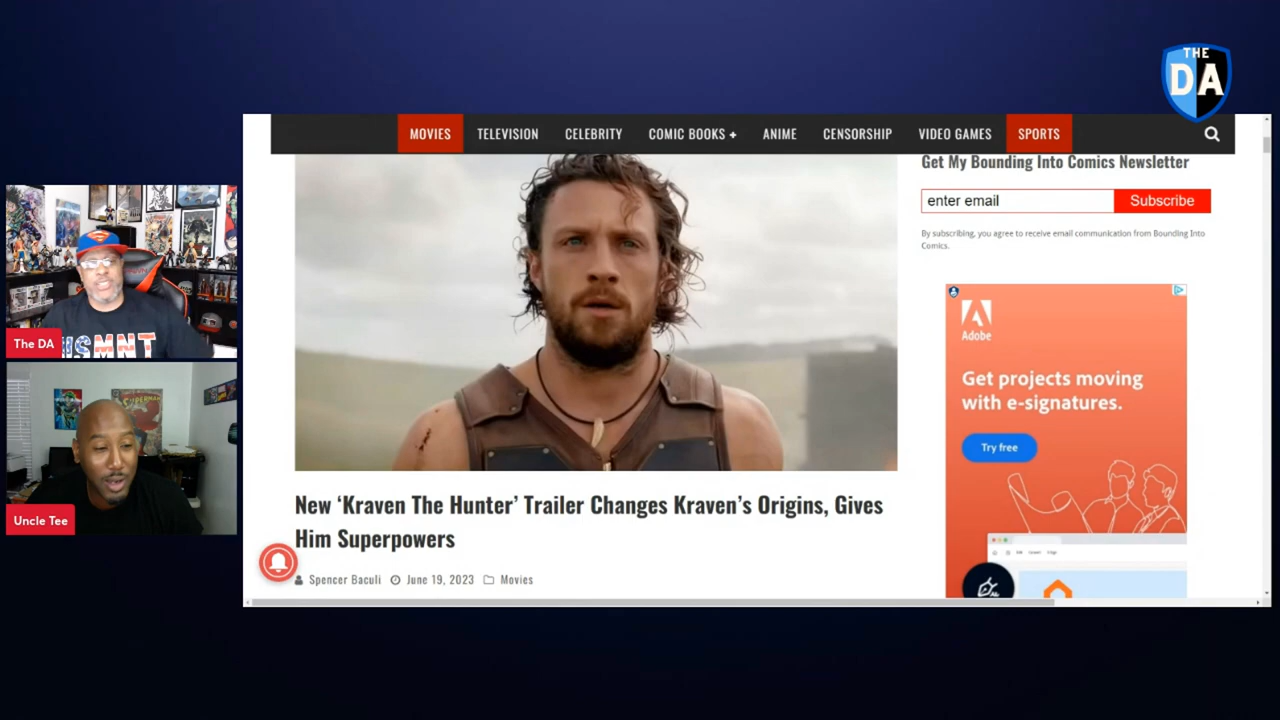 THE
DA
MOVIES TELEVISION CELEBRITY COMIC BOOKS + ANIME CENSORSHIP VIDEO GAMES SPORTS
Get My Bounding Into Comics Newsletter
enter email Subscribe
By subscribing, you agree to receive email communication from Bounding Into
Comics.
Adobe
Get projects moving
with e-signatures.
Try free
New ‘Kraven The Hunter’ Trailer Changes Kraven’s Origins, Gives
Him Superpowers
Spencer Baculi June 19, 2023 Movies
The DA
USMNT
SUPERMAN
Uncle Tee